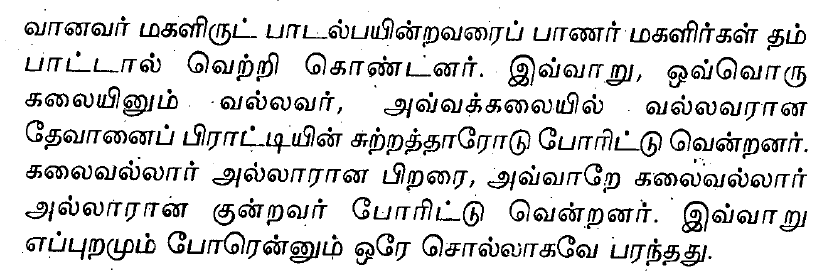 வானவர் மகளிருட் பாடல்பயின்றவரைப் பாணர் மகளிர்கள் தம்
பாட்டால் வெற்றி கொண்டனர். இவ்வாறு, ஒவ்வொரு
கலையினும் வல்லவர், அவ்வக்கலையில் வல்லவரான
தேவானைப் பிராட்டியின் சுற்றத்தாரோடு போரிட்டு வென்றனர்.
கலைவல்லார் அல்லாரான பிறரை, அவ்வாறே கலைவல்லார்
அல்லாரான குன்றவர் போரிட்டு வென்றனர். இவ்வாறு
எப்புறமும் போரென்னும் ஒரே சொல்லாகவே பரந்தது.